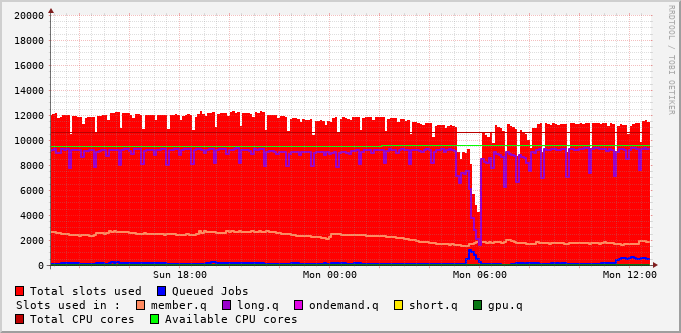 20000
18000
16000
14000
12000
10000
8000
6000
4000
2000
0
Sun 18:00 Mon 00:00 Mon 06:00 Mon 12:00
RRDTOOL / TOBI OETIKER
Total slots used Queued Jobs
Slots used in : member.q long.q ondemand.q short.q gpu.q
Total CPU cores Available CPU cores